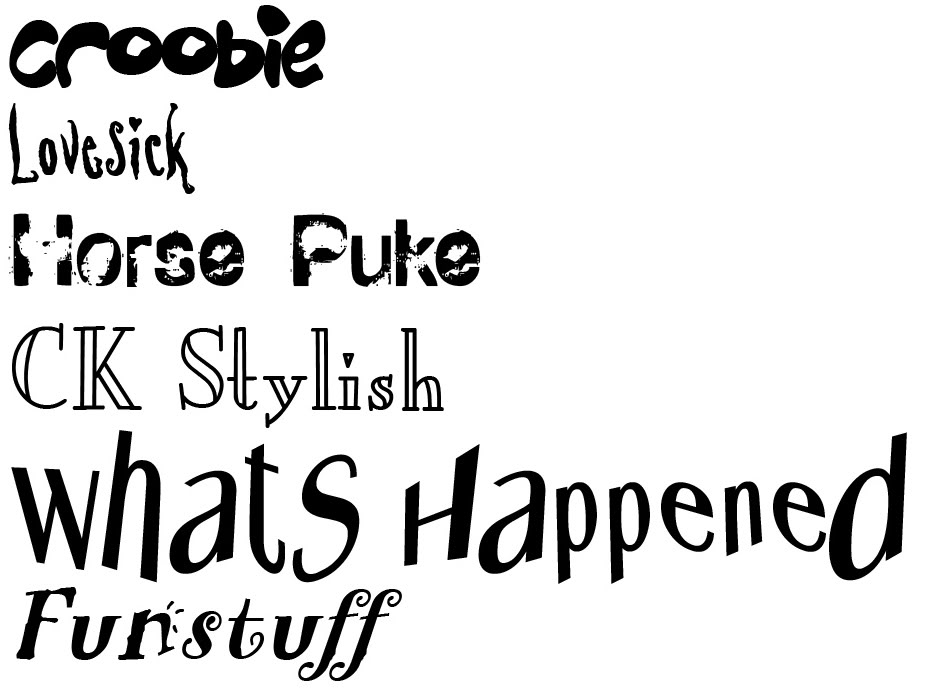 croobie
Lovesick
Horse Puke
CK Stylish
whats Happened
Funstuff